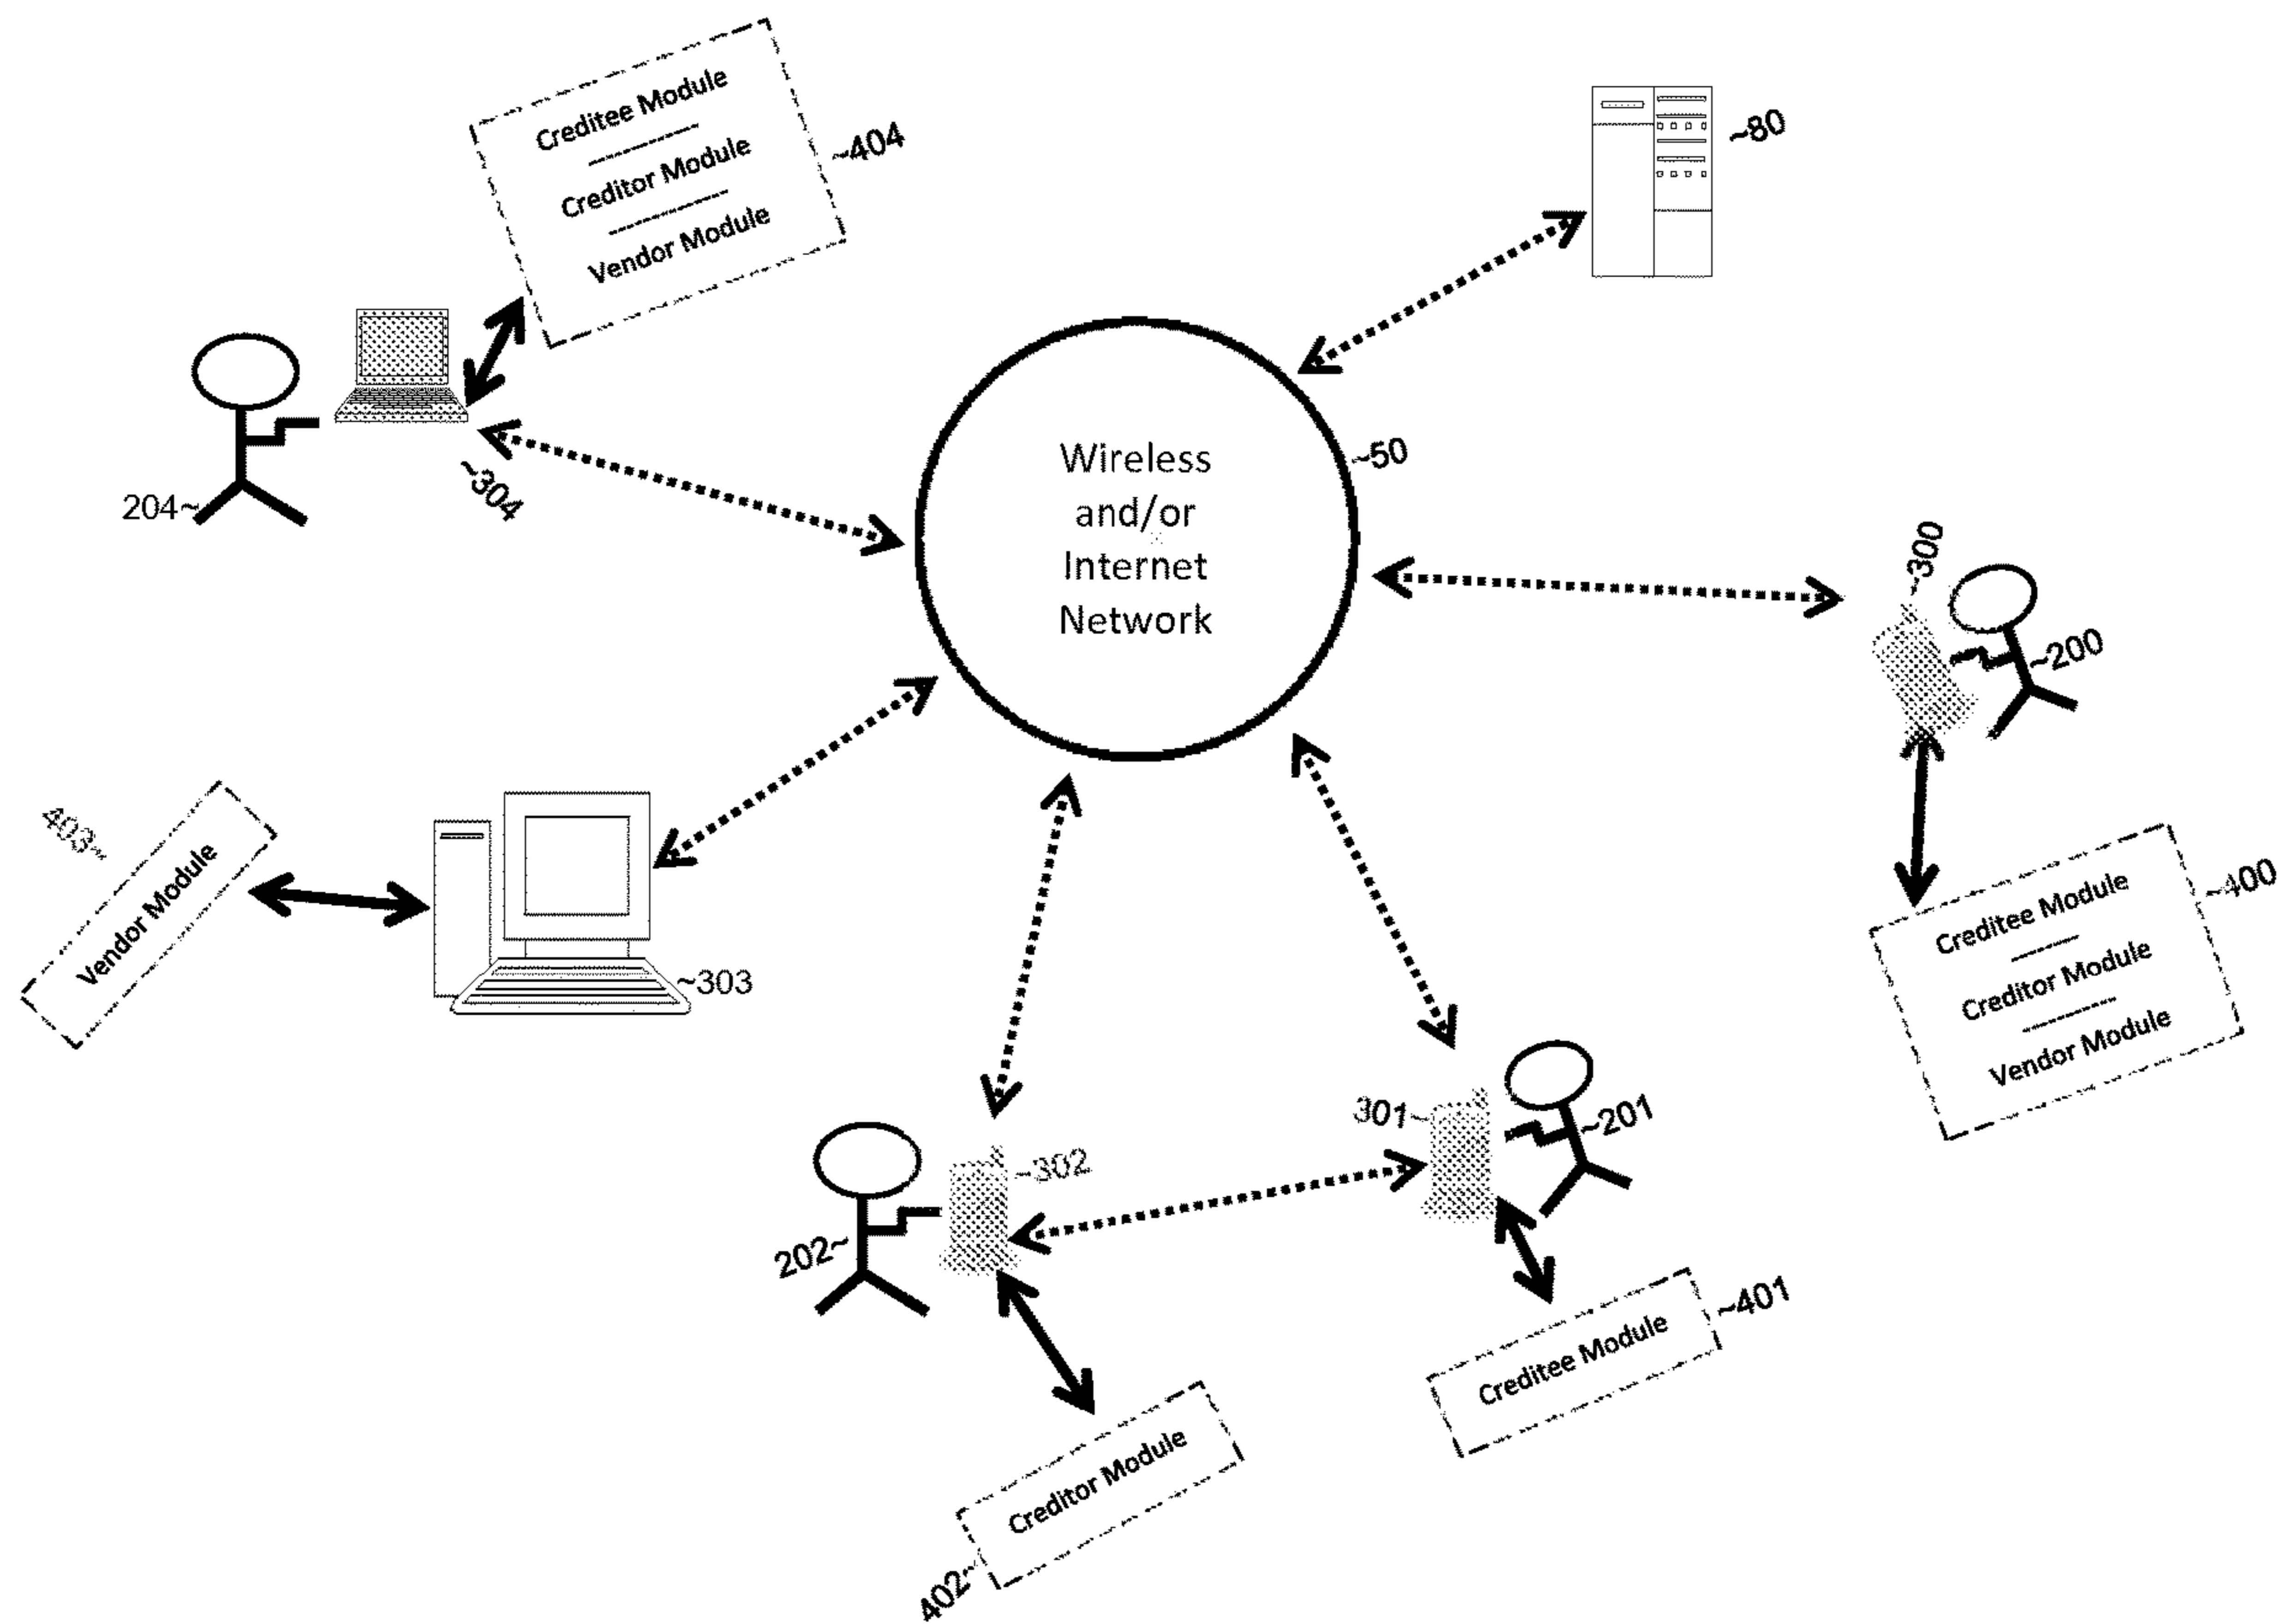 Creditee Module
Creditor Module
Vendor Module
~404
~80
204~
~304
Wireless
and/or
Internet
Network
~50
~300
~200
403~
Vendor Module
~303
~400
Creditee Module
Creditor Module
Vendor Module
301~
~201
~302
202~
~401
Creditee Module
Creditor Module
402~